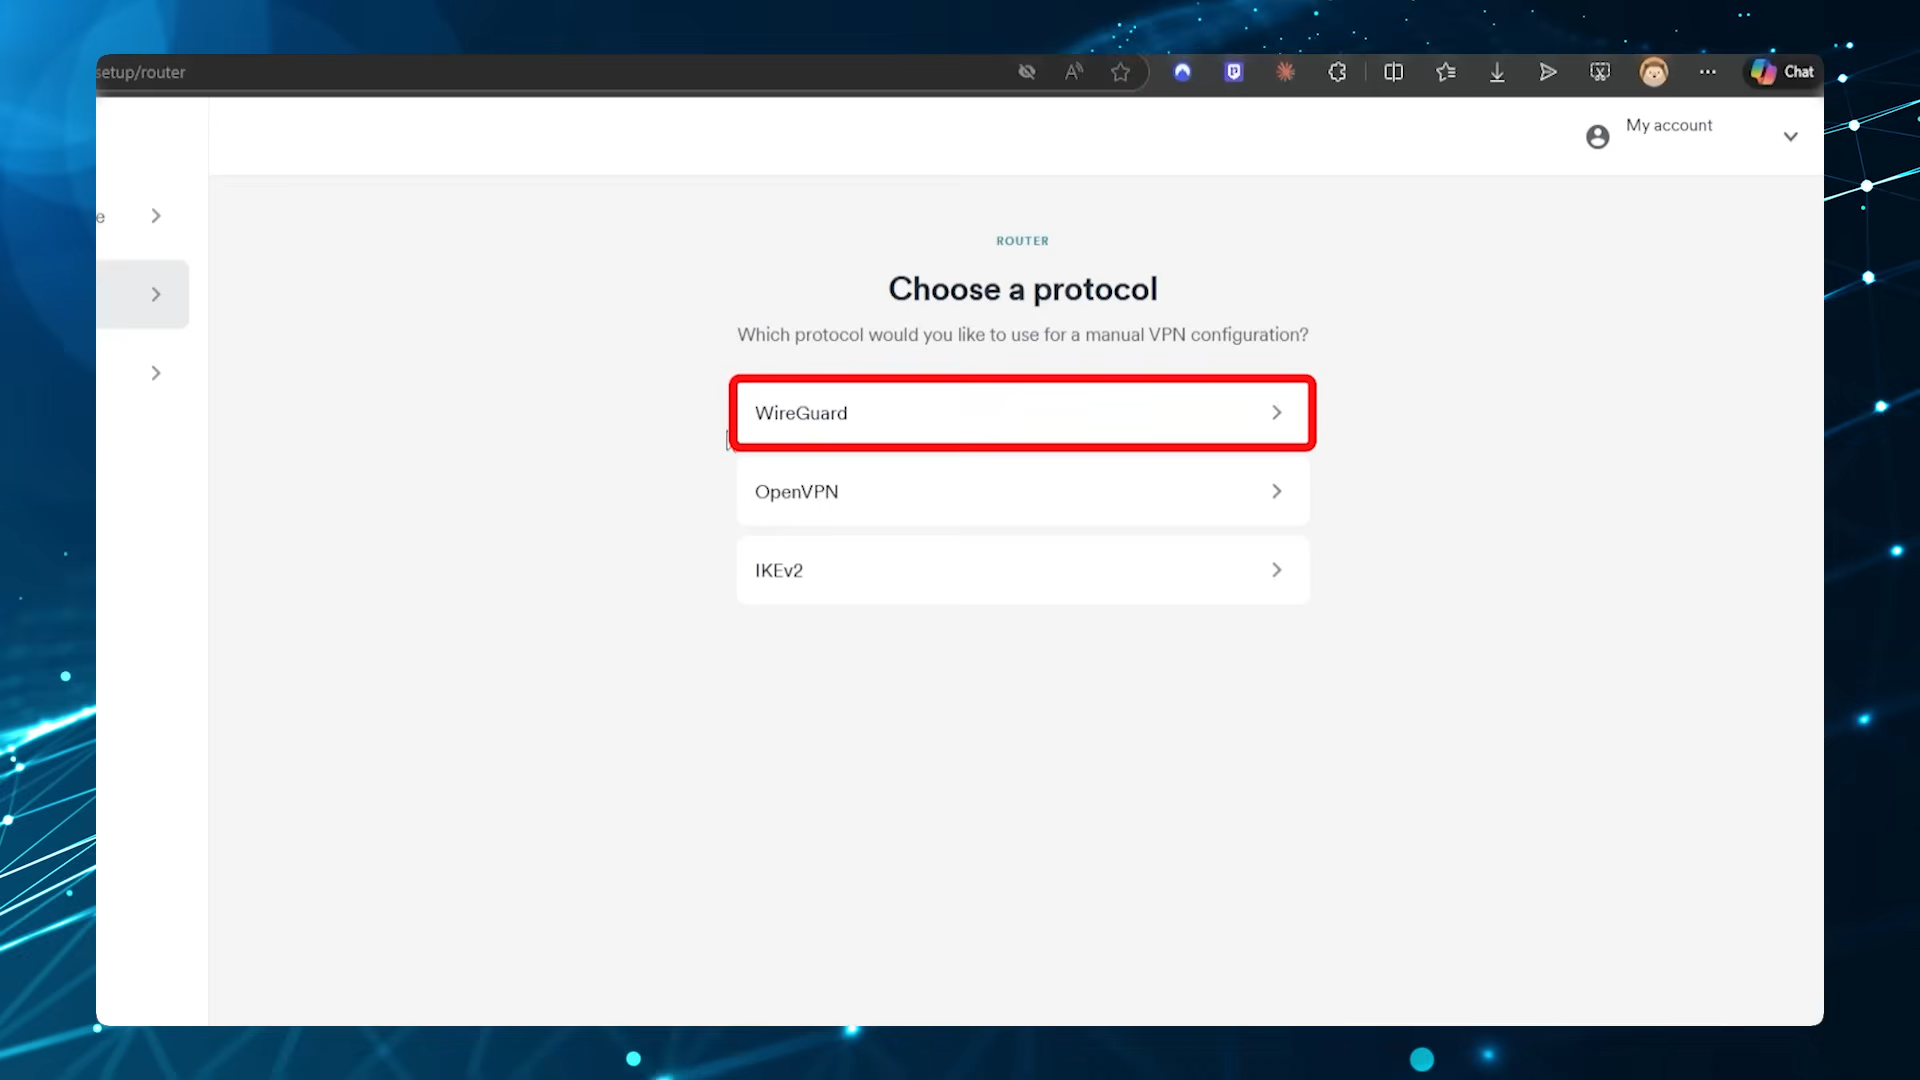 setup/router
Chat
My account
e
ROUTER
Choose a protocol
Which protocol would you like to use for a manual VPN configuration?
WireGuard
OpenVPN
IKEv2